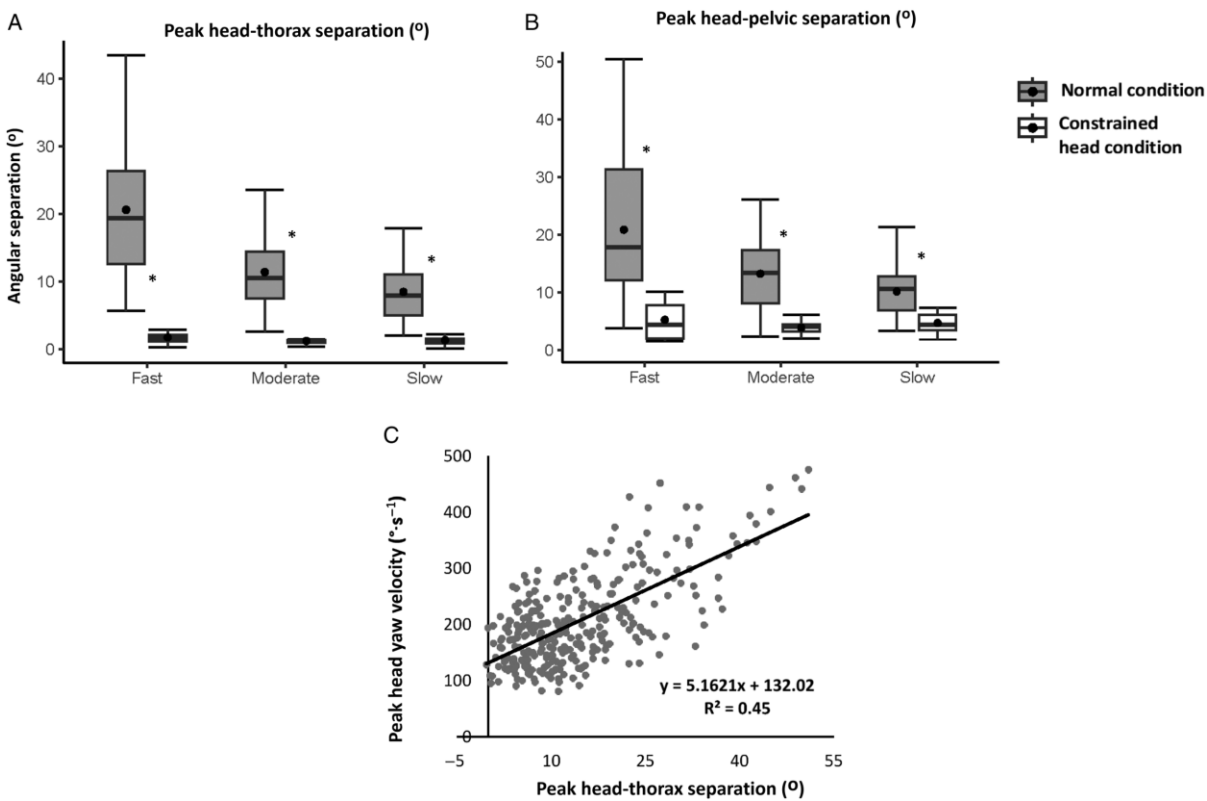 A
Peak head-thorax separation (º)
Angular separation (º)
40
30
20
10
0
*
*
*
Fast
Moderate
Slow
B
Peak head-pelvic separation (º)
50
40
30
20
10
0
*
*
*
Fast
Moderate
Slow
Normal condition
Constrained
head condition
C
Peak head yaw velocity (°·s⁻¹)
500
400
300
200
100
0
y = 5.1621x + 132.02
R² = 0.45
−5
10
25
40
55
Peak head-thorax separation (º)